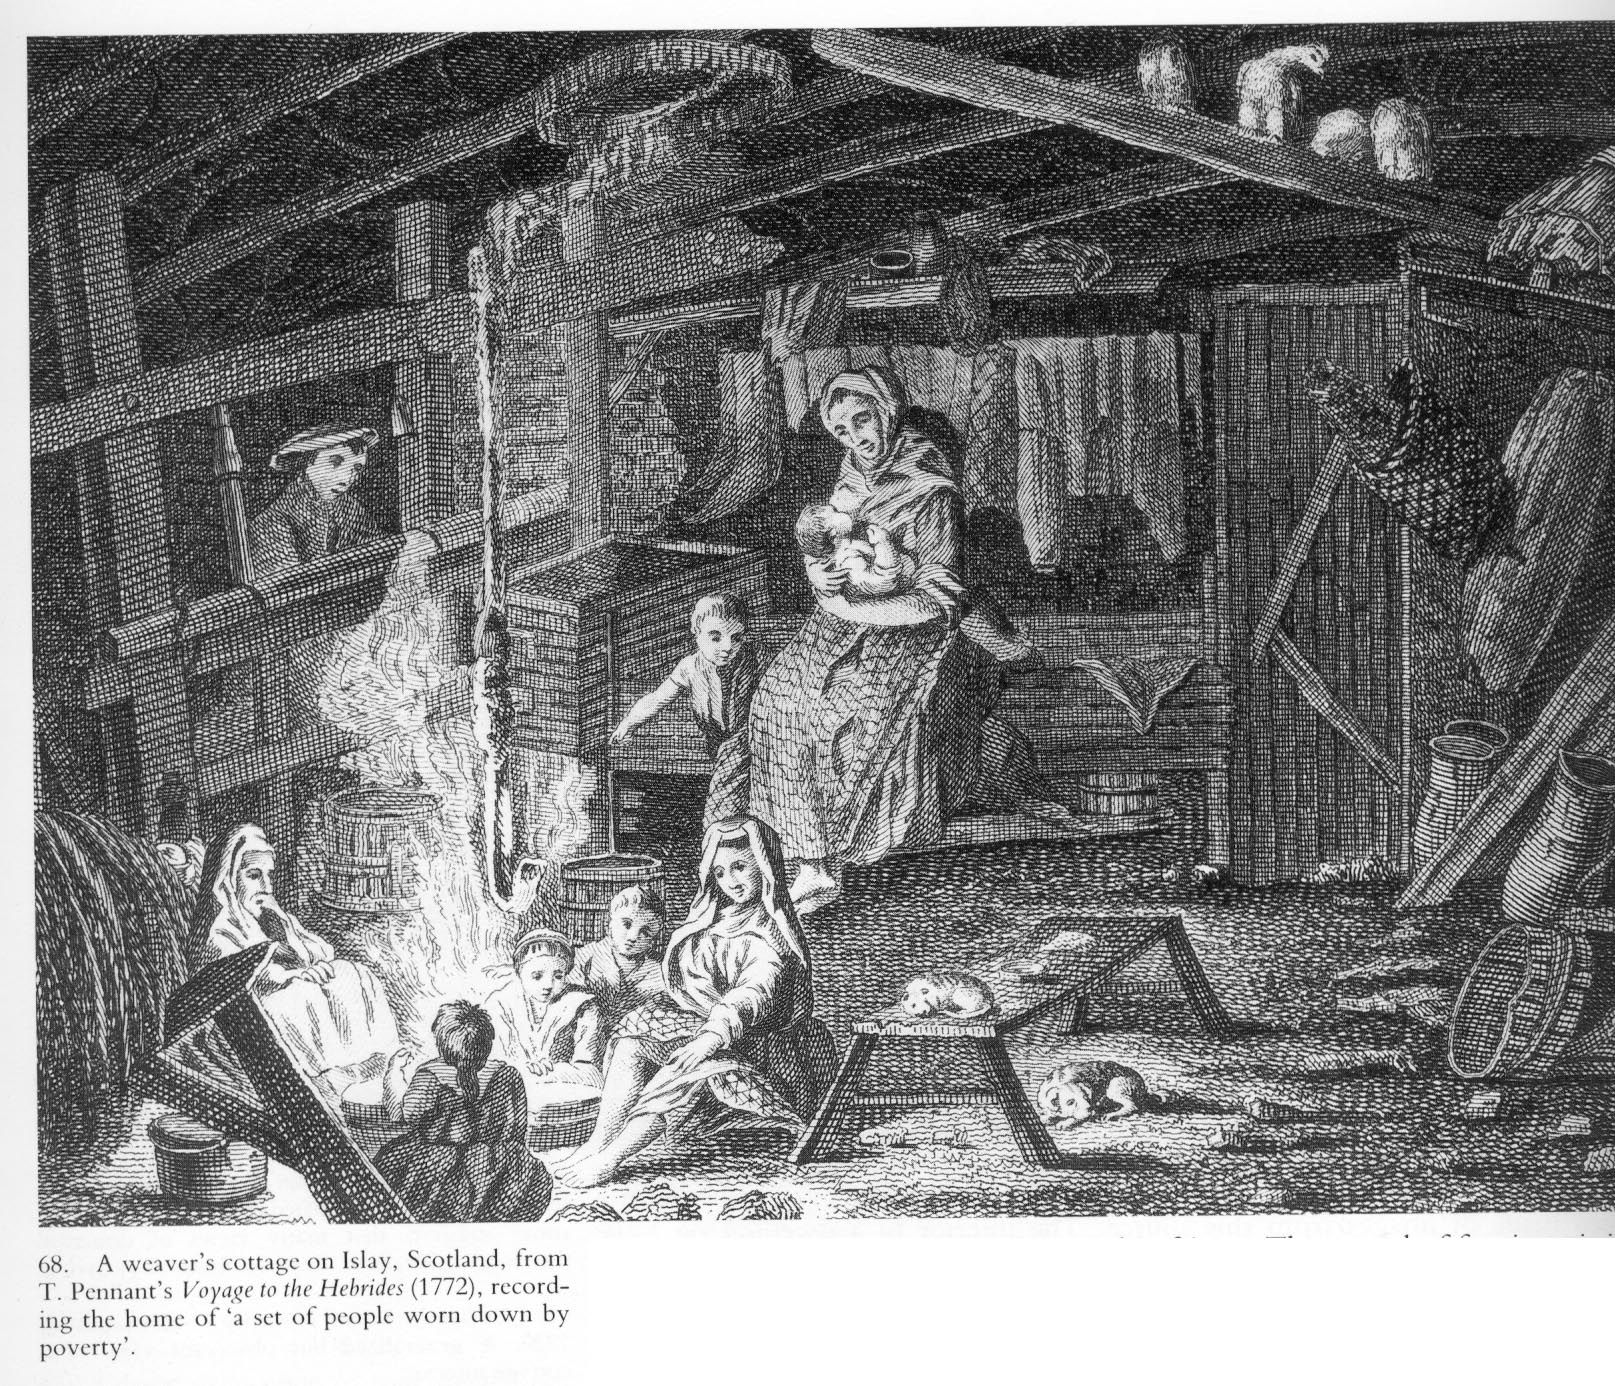 68. A weaver's cottage on Islay, Scotland, from
T. Pennant's Voyage to the Hebrides (1772), record-
ing the home of 'a set of people worn down by
poverty'.